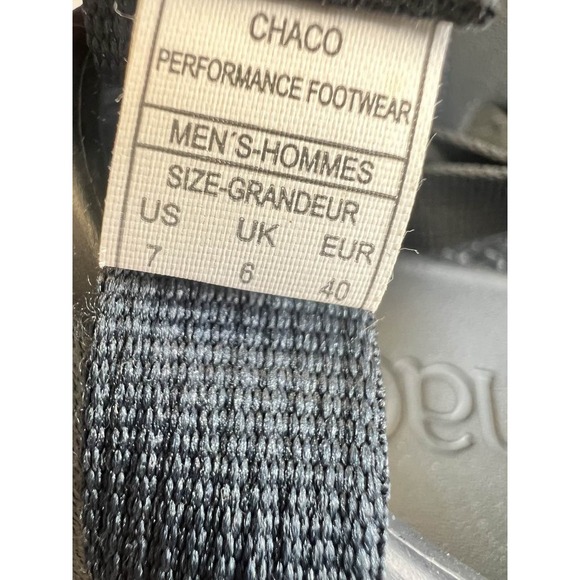 CHACO
PERFORMANCE FOOTWEAR
MEN´S-HOMMES
SIZE-GRANDEUR
US UK EUR
7 6 40